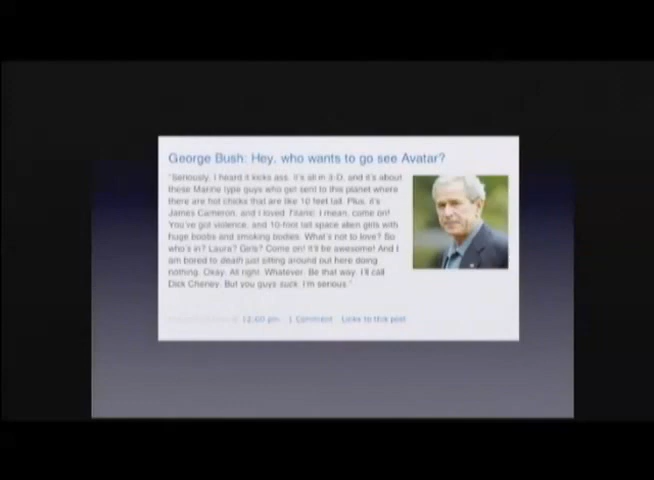 George Bush: Hey, who wants to go see Avatar?
"Seriously, I heard it kicks ass. It's all in 3-D, and it's about
these Marine type guys who get sent to this planet where
there are hot chicks that are like 10 feet tall. Plus, it's
James Cameron, and I loved Titanic. I mean, come on!
You've got violence, and 10-foot tall space alien girls with
huge boobs and smoking bodies. What's not to love? So
who's in? Laura? Girls? Come on! It'll be awesome! And I
am bored to death just sitting around out here doing
nothing. Okay. All right. Whatever. Be that way. I'll call
Dick Cheney. But you guys suck. I'm serious."
12:00 pm 1 Comment Links to this post